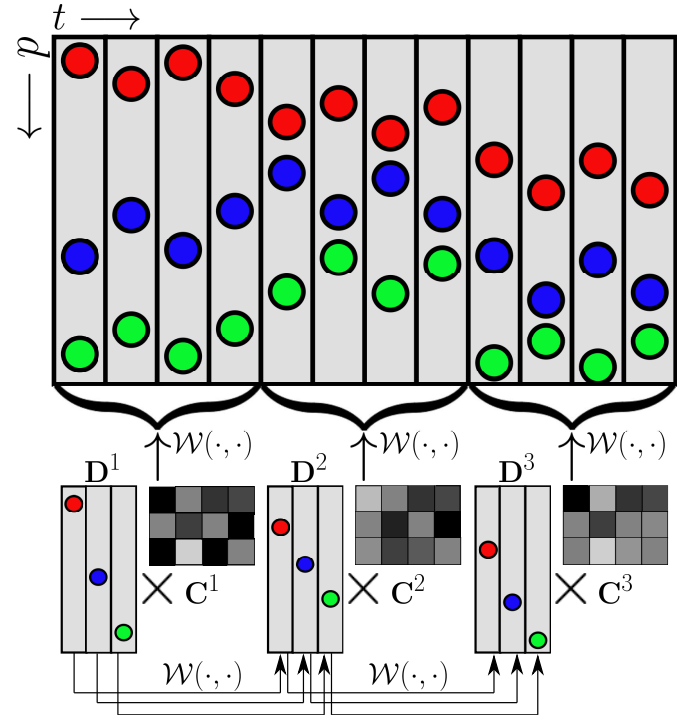 t →
p →
𝒲(·,·) 𝒲(·,·) 𝒲(·,·)
D¹ D² D³
× C¹ × C² × C³
𝒲(·,·) 𝒲(·,·)